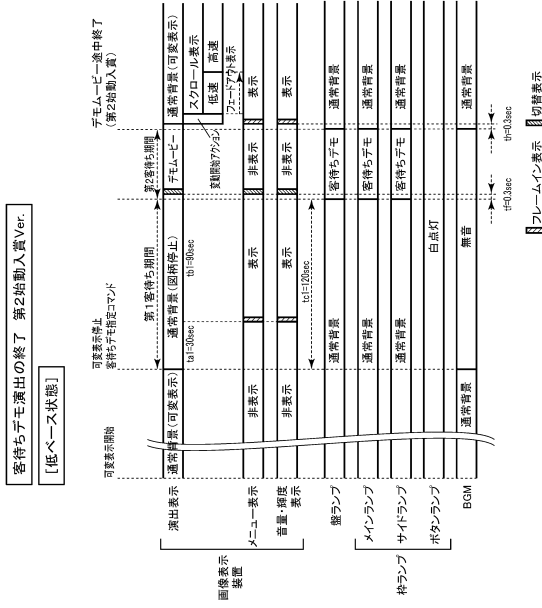 客待ちデモ演出の終了　第2始動入賞Ver.
［低ベース状態］
可変表示開始
可変表示停止
客待ちデモ指定コマンド
デモムービー途中終了
（第2始動入賞）
第1客待ち期間
第2客待ち期間
画像表示
装置
演出表示
通常背景(可変表示)
通常背景(図柄停止)
デモムービー
通常背景(可変表示)
ta1=30sec
tb1=90sec
スクロール表示
変動開始アクション
低速
高速
フェードアウト表示
メニュー表示
非表示
表示
非表示
表示
音量・輝度
表示
非表示
表示
非表示
表示
tc1=120sec
盤ランプ
通常背景
客待ちデモ
通常背景
枠ランプ
メインランプ
通常背景
客待ちデモ
通常背景
サイドランプ
通常背景
客待ちデモ
通常背景
ボタンランプ
白点灯
BGM
通常背景
無音
通常背景
tf=0.3sec
th=0.3sec
フレームイン表示
切替表示